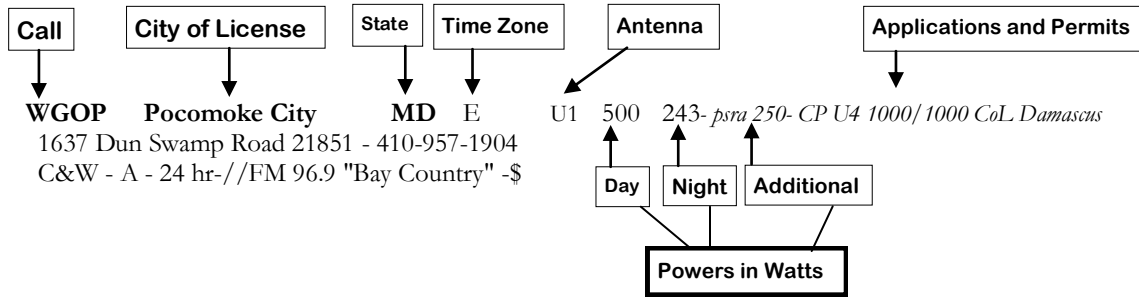 Call City of License State Time Zone Antenna Applications and Permits
WGOP Pocomoke City MD E U1 500 243- psra 250- CP U4 1000/1000 CoL Damascus
1637 Dun Swamp Road 21851 - 410-957-1904
C&W - A - 24 hr-//FM 96.9 "Bay Country" -$
Day Night Additional
Powers in Watts